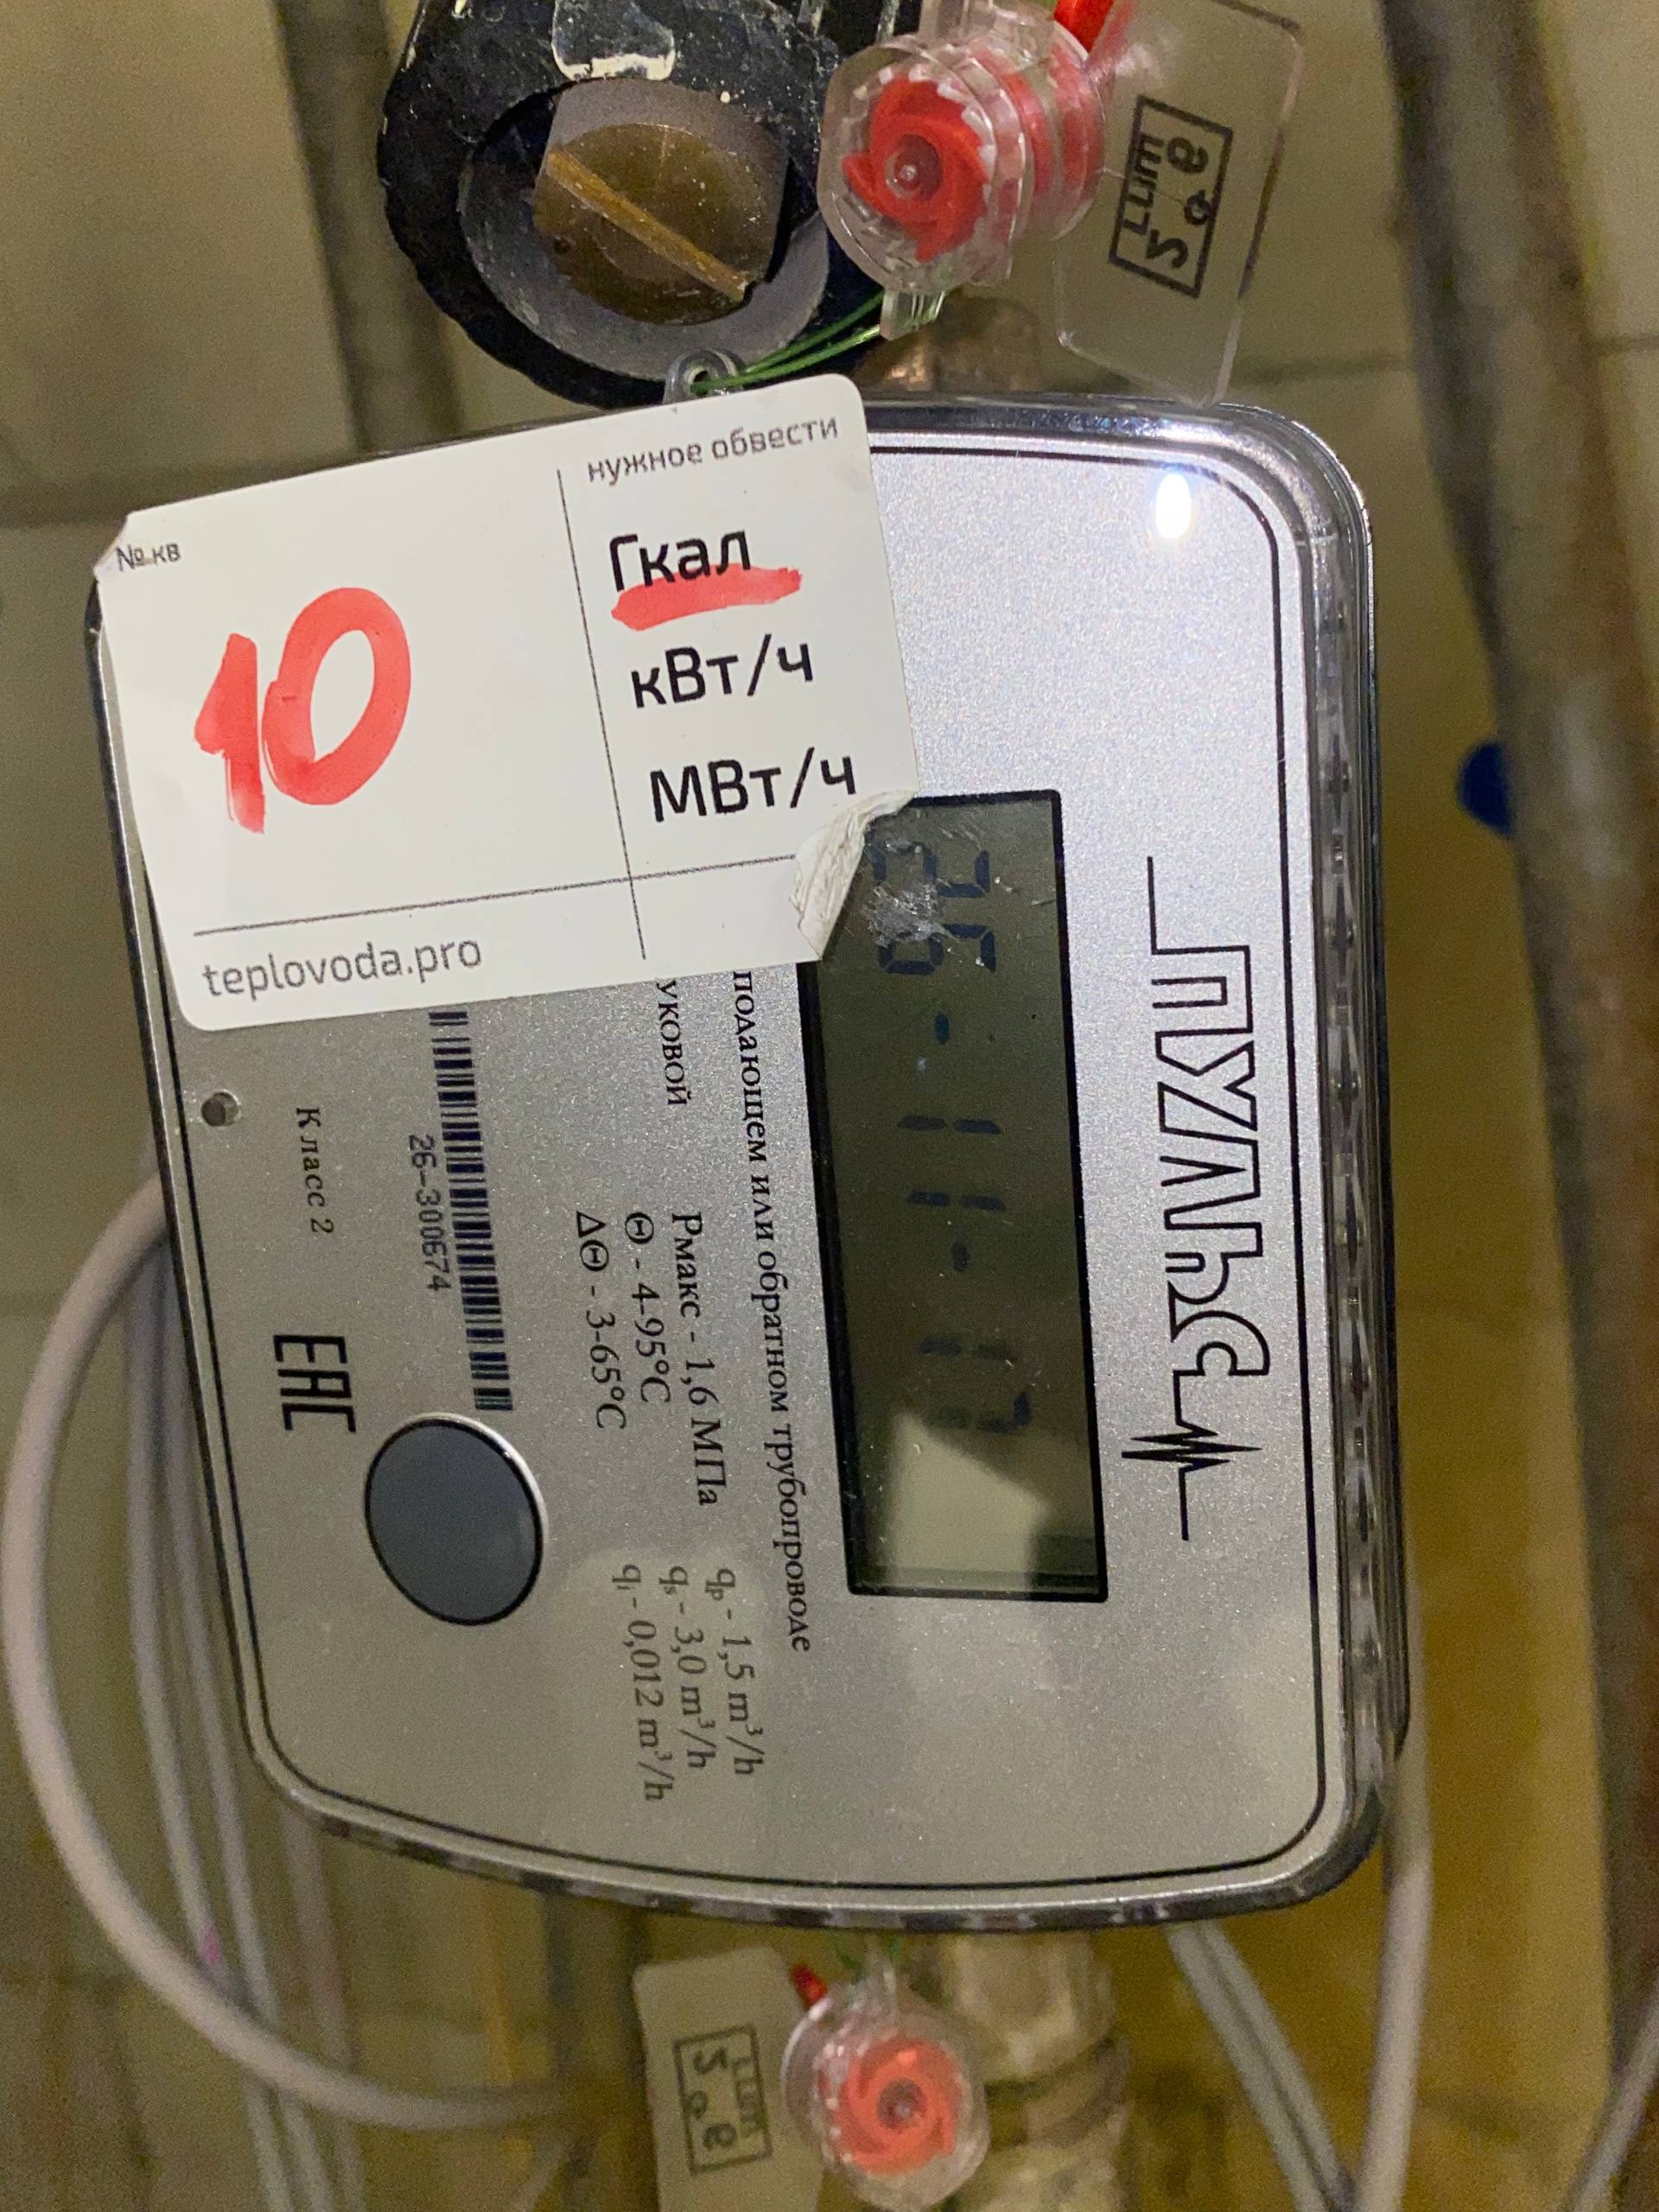 № кв
10
нужное обвести
Гкал
кВт/ч
МВт/ч
teplovoda.pro
ПУЛЬС
подающем или обратном трубопроводе
уковой
Pмакс - 1,6 МПа
Θ - 4-95°C
ΔΘ - 3-65°C
qp - 1,5 m³/h
qs - 3,0 m³/h
qi - 0,012 m³/h
26-300674
Класс 2
EAC